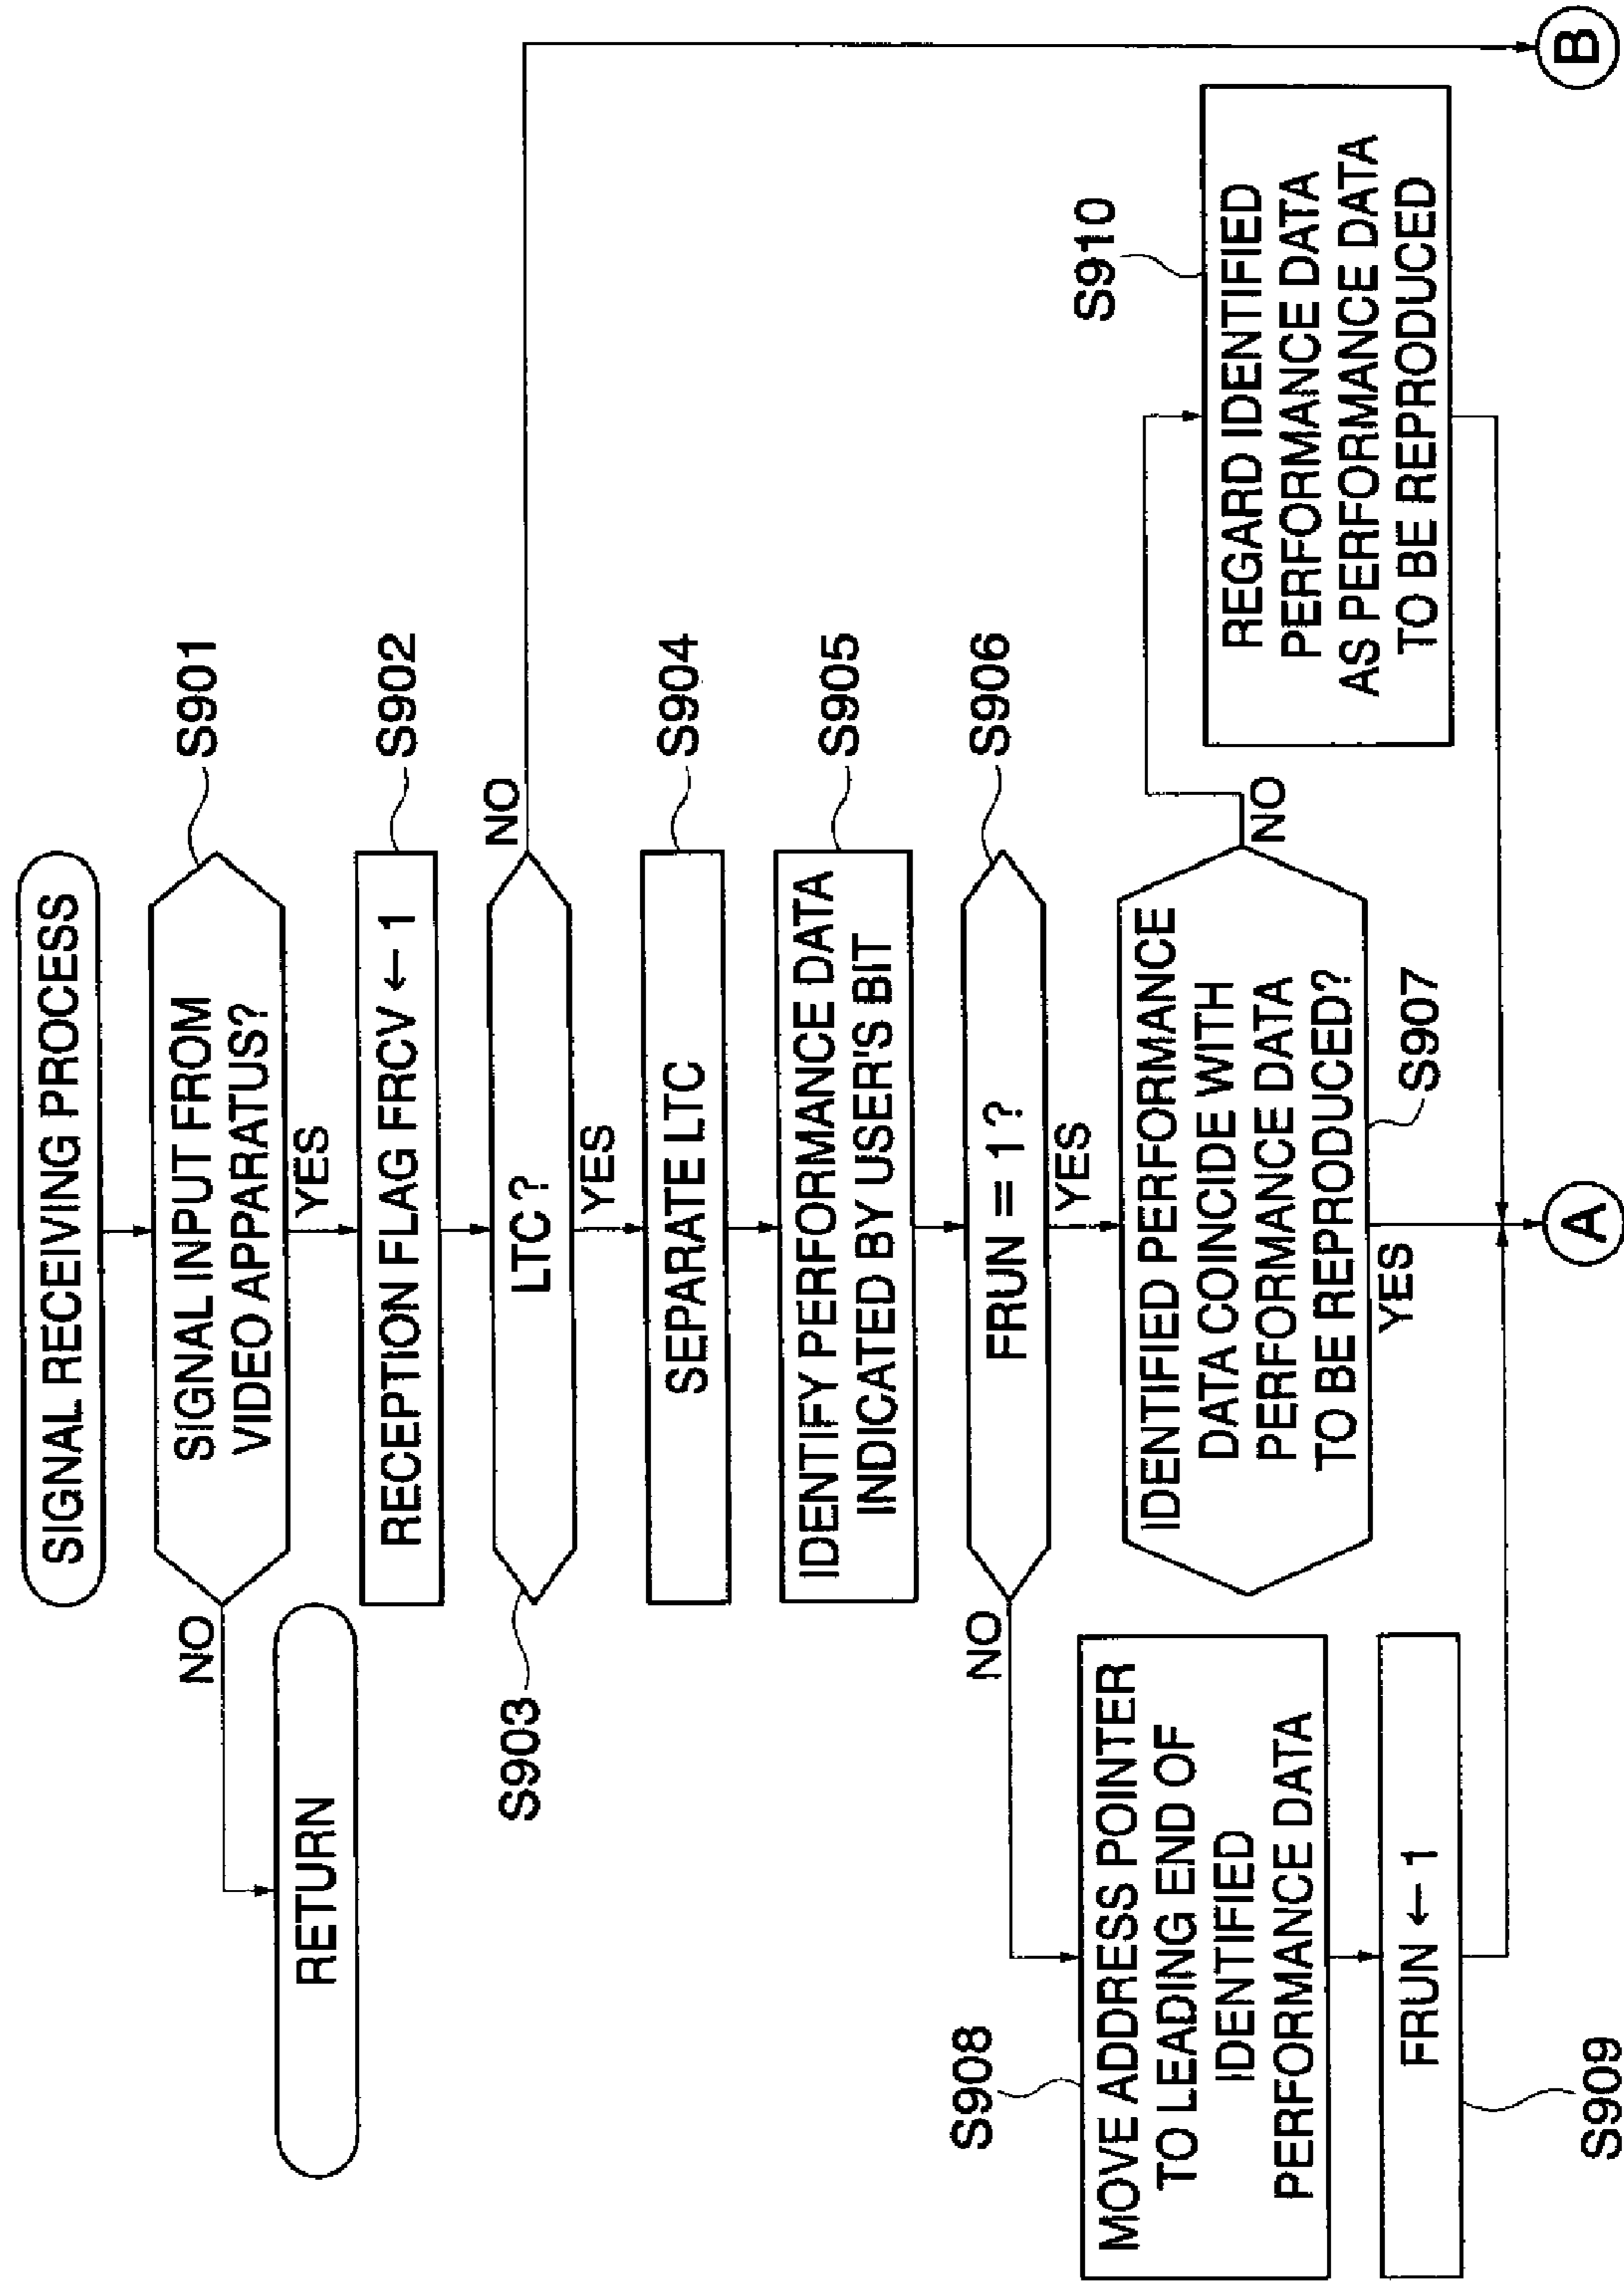 SIGNAL RECEIVING PROCESS
S901
SIGNAL INPUT FROM
VIDEO APPARATUS?
NO
YES
RETURN
S902
RECEPTION FLAG FRCV ← 1
S903
LTC?
NO
YES
S904
SEPARATE LTC
S905
IDENTIFY PERFORMANCE DATA
INDICATED BY USER'S BIT
S906
FRUN = 1?
NO
YES
S907
IDENTIFIED PERFORMANCE
DATA COINCIDE WITH
PERFORMANCE DATA
TO BE REPRODUCED?
NO
YES
S908
MOVE ADDRESS POINTER
TO LEADING END OF
IDENTIFIED
PERFORMANCE DATA
S909
FRUN ← 1
S910
REGARD IDENTIFIED
PERFORMANCE DATA
AS PERFORMANCE DATA
TO BE REPRODUCED
A
B